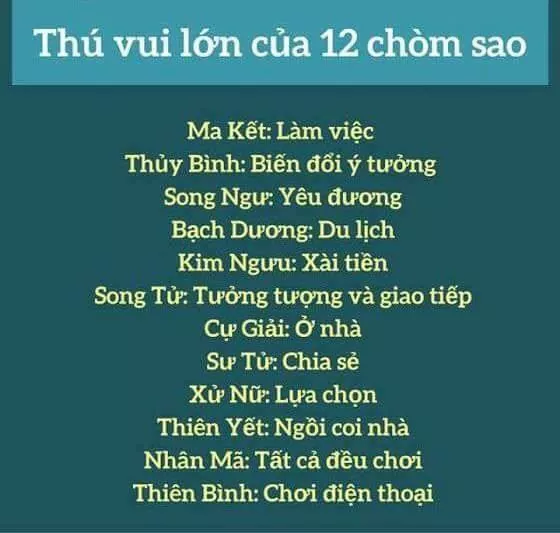 Thú vui lớn của 12 chòm sao
Ma Kết: Làm việc
Thủy Bình: Biến đổi ý tưởng
Song Ngư: Yêu đương
Bạch Dương: Du lịch
Kim Ngưu: Xài tiền
Song Tử: Tưởng tượng và giao tiếp
Cự Giải: Ở nhà
Sư Tử: Chia sẻ
Xử Nữ: Lựa chọn
Thiên Yết: Ngồi coi nhà
Nhân Mã: Tất cả đều chơi
Thiên Bình: Chơi điện thoại